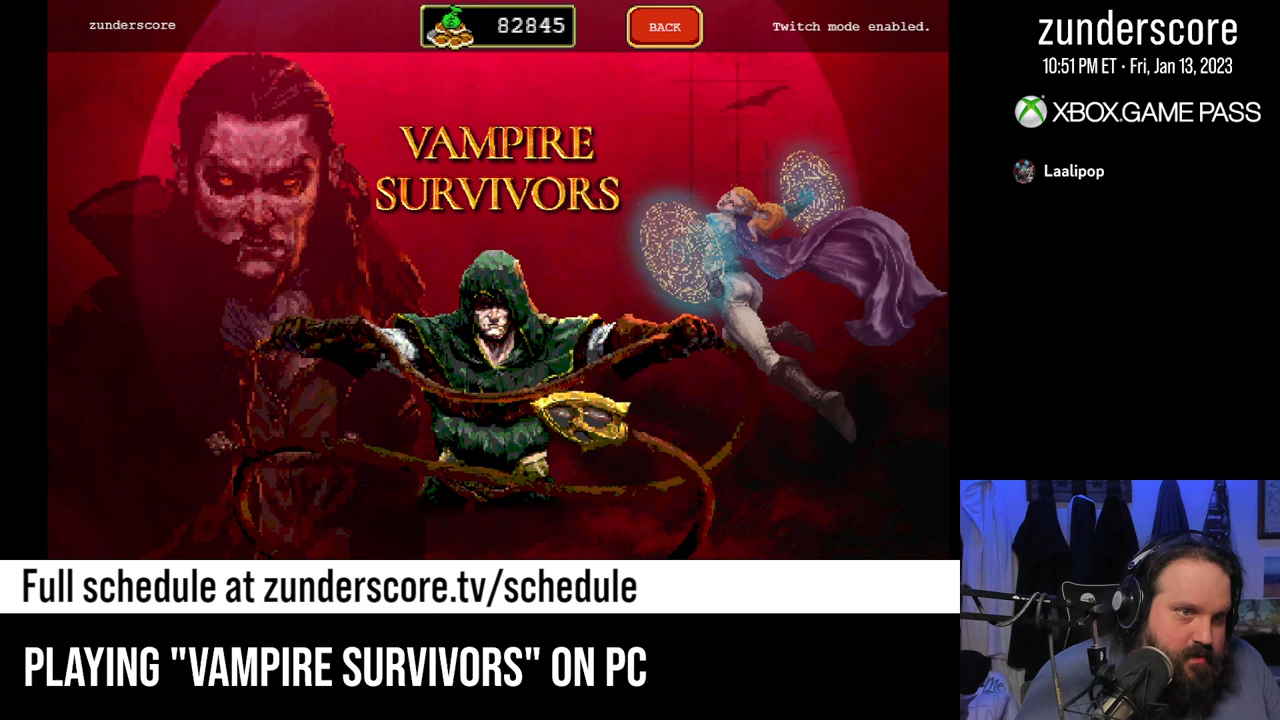 zunderscore
82845
BACK
Twitch mode enabled.
VAMPIRE
SURVIVORS
zunderscore
10:51 PM ET • Fri, Jan 13, 2023
XBOX GAME PASS
Laalipop
Full schedule at zunderscore.tv/schedule
PLAYING "VAMPIRE SURVIVORS" ON PC